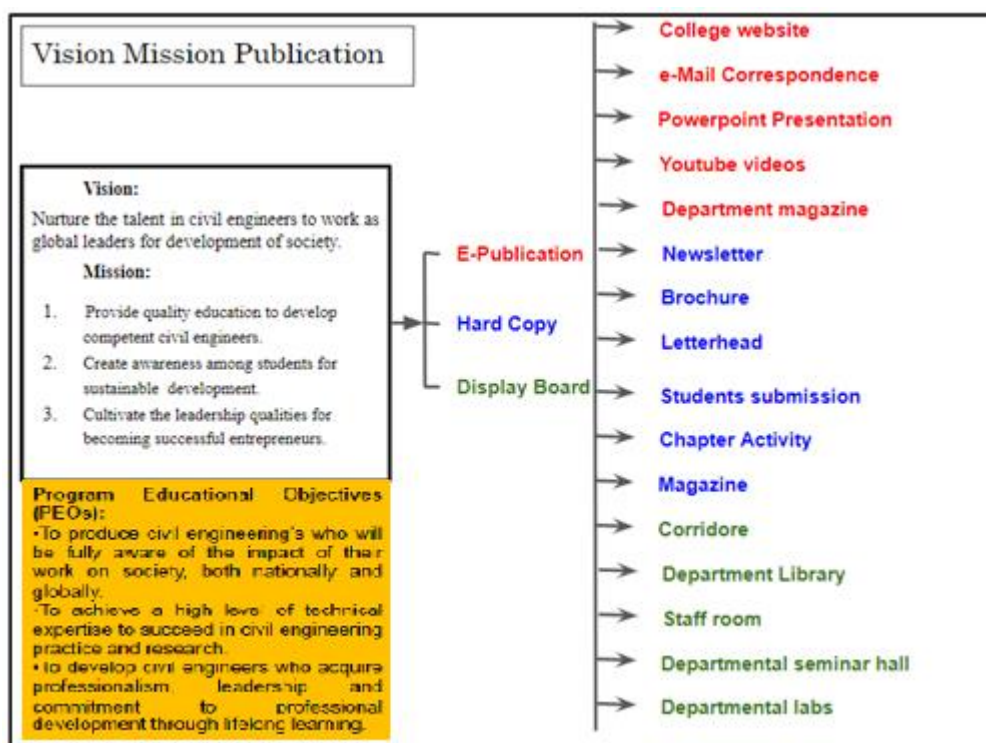 Vision Mission Publication
Vision:
Nurture the talent in civil engineers to work as
global leaders for development of society.
Mission:
1. Provide quality education to develop
competent civil engineers.
2. Create awareness among students for
sustainable development.
3. Cultivate the leadership qualities for
becoming successful entrepreneurs.
Program Educational Objectives
(PEOs):
•To produce civil engineering's who will
be fully aware of the impact of their
work on society, both nationally and
globally.
•To achieve a high level of technical
expertise to succeed in civil engineering
practice and research.
•To develop civil engineers who acquire
professionalism, leadership and
commitment to professional
development through lifelong learning.
E-Publication
Hard Copy
Display Board
College website
e-Mail Correspondence
Powerpoint Presentation
Youtube videos
Department magazine
Newsletter
Brochure
Letterhead
Students submission
Chapter Activity
Magazine
Corridore
Department Library
Staff room
Departmental seminar hall
Departmental labs